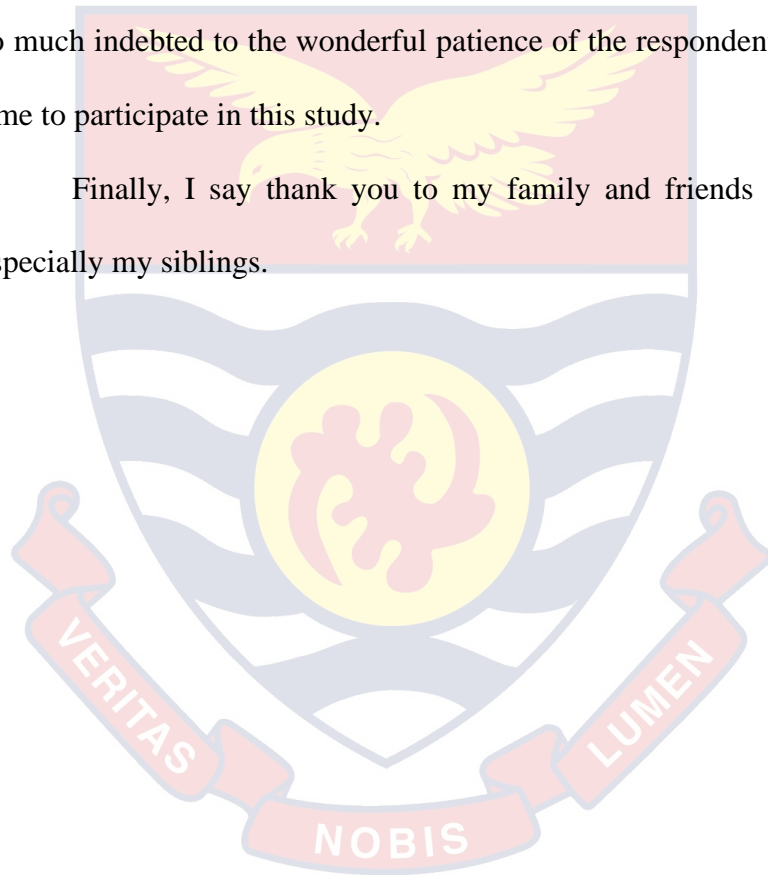 much indebted to the wonderful patience of the respondent
me to participate in this study.
Finally, I say thank you to my family and friends
specially my siblings.
VERITAS
NOBIS
LUMEN